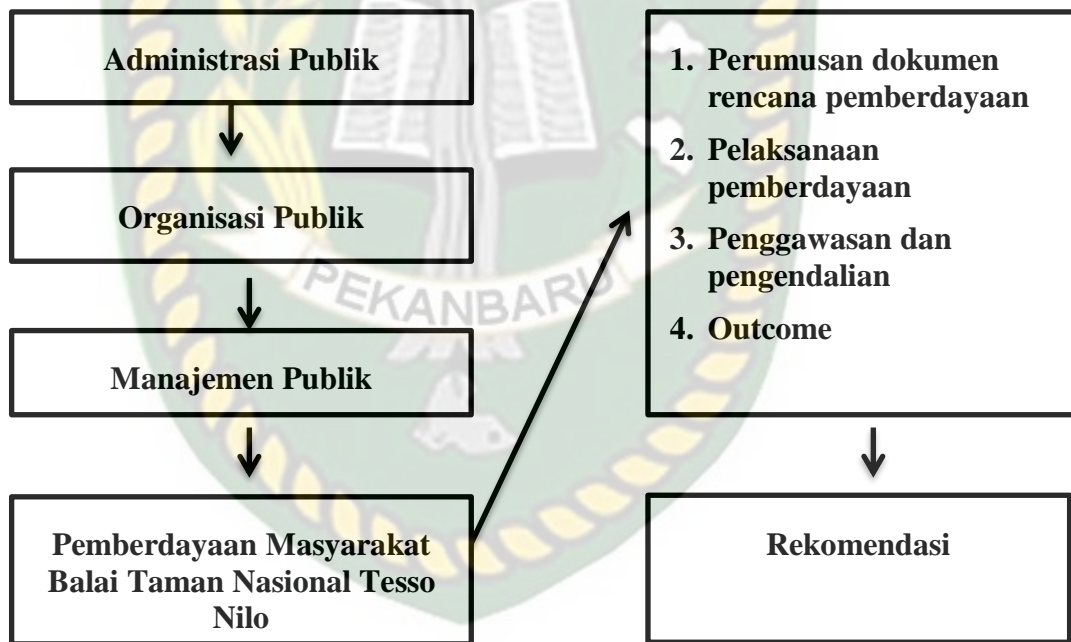 Administrasi Publik
Organisasi Publik
Manajemen Publik
Pemberdayaan Masyarakat
Balai Taman Nasional Tesso
Nilo
1. Perumusan dokumen
rencana pemberdayaan
2. Pelaksanaan
pemberdayaan
3. Penggawasan dan
pengendalian
4. Outcome
Rekomendasi
PEKANBARU